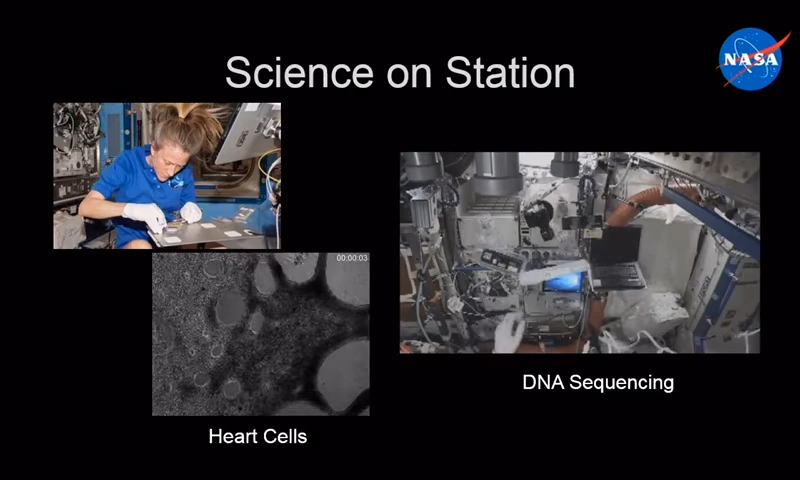 Science on Station
NASA
00:00:03
DNA Sequencing
Heart Cells